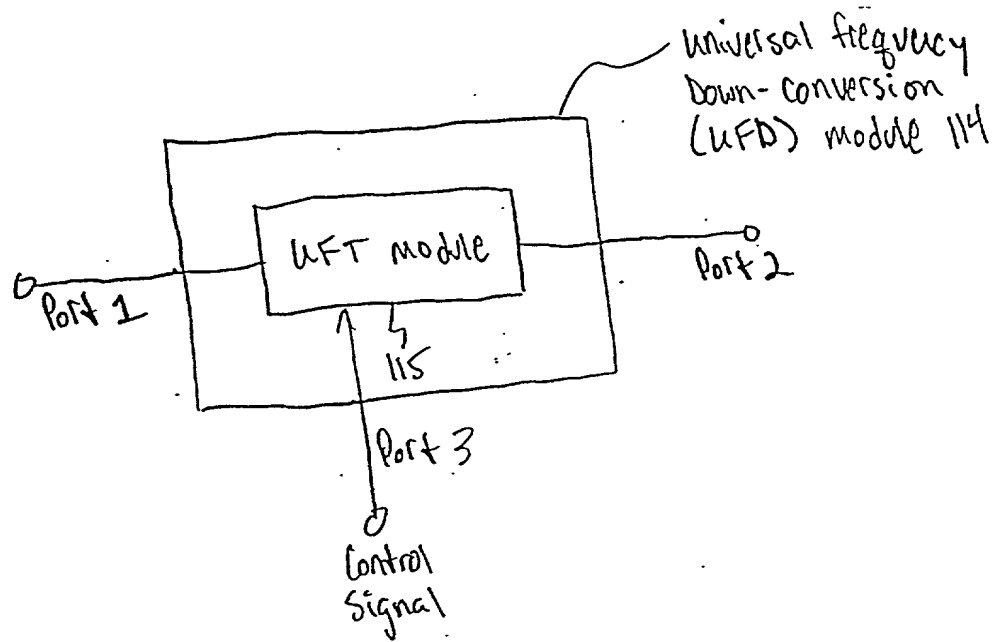 universal frequency
Down-conversion
(UFD) module 114
UFT module
Port 1
Port 2
115
Port 3
Control
Signal